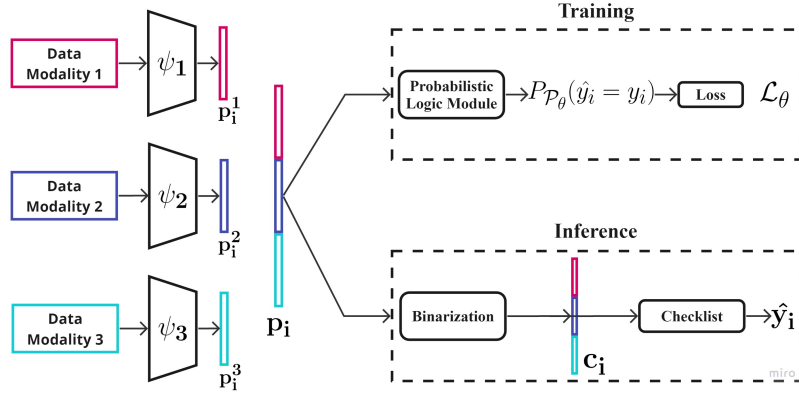 Training
Data
Modality 1
ψ₁
p_i^1
Probabilistic
Logic Module
P_{𝒫_θ}(ŷ_i = y_i)
Loss
ℒ_θ
Data
Modality 2
ψ₂
p_i^2
Data
Modality 3
ψ₃
p_i^3
p_i
Inference
Binarization
c_i
Checklist
ŷ_i
miro